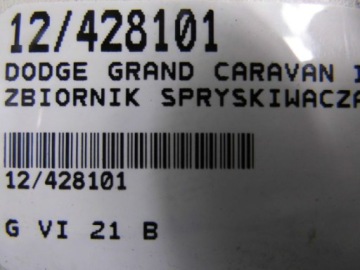 12/428101
DODGE GRAND CARAVAN I
ZBIORNIK SPRYSKIWACZA
12/428101
G VI 21 B